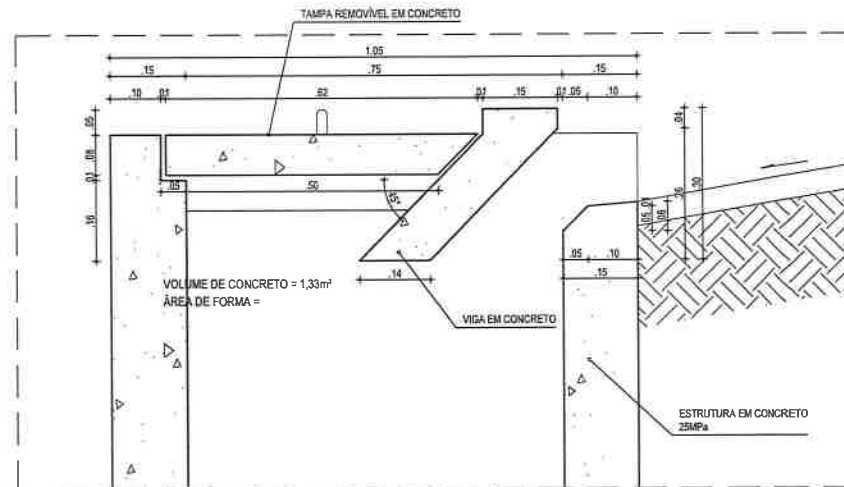 TAMPA REMOVÍVEL EM CONCRETO
1.05
.15 .75 .15
.10 .01 .62 .01 .15 .01 .05 .10
.05
.08
.01
.16
.04
.26
.30
.05 .50
45°
.01
.05
.06
.05 .10
.15
.14
VOLUME DE CONCRETO = 1,33m³
ÁREA DE FORMA =
VIGA EM CONCRETO
ESTRUTURA EM CONCRETO
25MPa